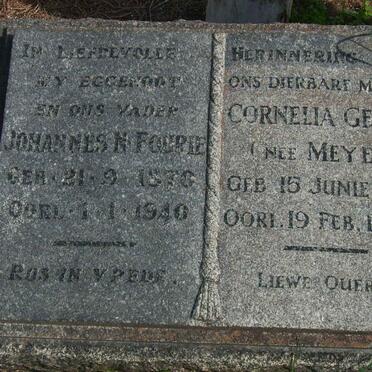 IN LIEFDEVOLLE
MY EGGENOOT
EN ONS VADER
JOHANNES N. FOURIE
GEB. 21. 9. 1876
OORL. 1. 1. 1940
RUS IN VREDE.
HERINNERING
ONS DIERBARE
CORNELIA GE
( NEE MEYE
GEB 15 JUNIE
OORL. 19 FEB. 1
LIEWE OUER